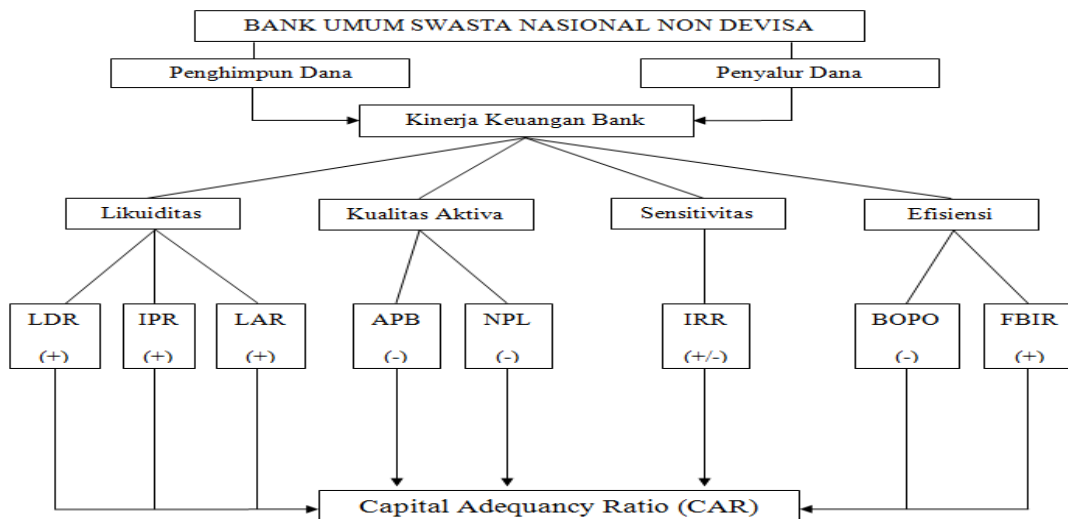 BANK UMUM SWASTA NASIONAL NON DEVISA
Penghimpun Dana
Penyalur Dana
Kinerja Keuangan Bank
Likuiditas
Kualitas Aktiva
Sensitivitas
Efisiensi
LDR
(+)
IPR
(+)
LAR
(+)
APB
(-)
NPL
(-)
IRR
(+/-)
BOPO
(-)
FBIR
(+)
Capital Adequancy Ratio (CAR)